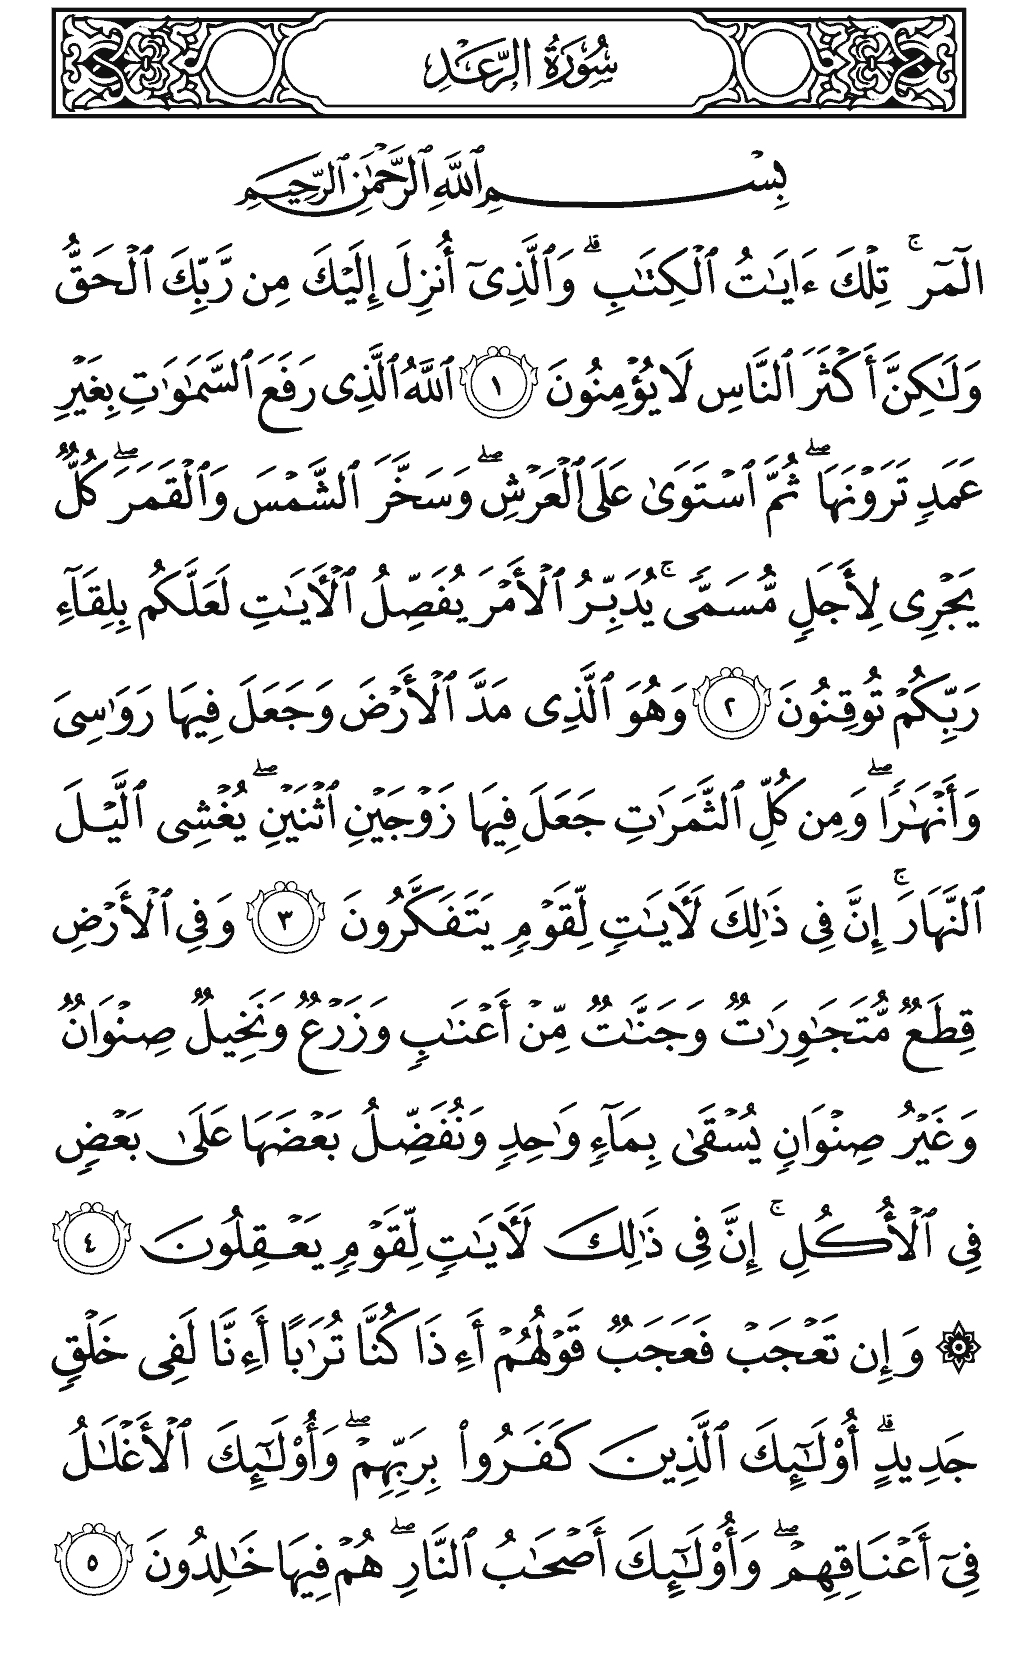 سُورَةُ الرَّعْدِ
بِسْمِ ٱللَّهِ ٱلرَّحْمَٰنِ ٱلرَّحِيمِ
الٓمٓر ۚ تِلْكَ ءَايَٰتُ ٱلْكِتَٰبِ ۗ وَٱلَّذِىٓ أُنزِلَ إِلَيْكَ مِن رَّبِّكَ ٱلْحَقُّ
وَلَٰكِنَّ أَكْثَرَ ٱلنَّاسِ لَا يُؤْمِنُونَ ١ ٱللَّهُ ٱلَّذِى رَفَعَ ٱلسَّمَٰوَٰتِ بِغَيْرِ
عَمَدٍ تَرَوْنَهَا ۖ ثُمَّ ٱسْتَوَىٰ عَلَى ٱلْعَرْشِ ۖ وَسَخَّرَ ٱلشَّمْسَ وَٱلْقَمَرَ ۖ كُلٌّ
يَجْرِى لِأَجَلٍ مُّسَمًّى ۚ يُدَبِّرُ ٱلْأَمْرَ يُفَصِّلُ ٱلْأَيَٰتِ لَعَلَّكُم بِلِقَآءِ
رَبِّكُمْ تُوقِنُونَ ٢ وَهُوَ ٱلَّذِى مَدَّ ٱلْأَرْضَ وَجَعَلَ فِيهَا رَوَٰسِىَ
وَأَنْهَٰرًا ۖ وَمِن كُلِّ ٱلثَّمَرَٰتِ جَعَلَ فِيهَا زَوْجَيْنِ ٱثْنَيْنِ ۖ يُغْشِى ٱلَّيْلَ
ٱلنَّهَارَ ۚ إِنَّ فِى ذَٰلِكَ لَأَيَٰتٍ لِّقَوْمٍ يَتَفَكَّرُونَ ٣ وَفِى ٱلْأَرْضِ
قِطَعٌ مُّتَجَٰوِرَٰتٌ وَجَنَّٰتٌ مِّنْ أَعْنَٰبٍ وَزَرْعٌ وَنَخِيلٌ صِنْوَانٌ
وَغَيْرُ صِنْوَانٍ يُسْقَىٰ بِمَآءٍ وَٰحِدٍ وَنُفَضِّلُ بَعْضَهَا عَلَىٰ بَعْضٍ
فِى ٱلْأُكُلِ ۚ إِنَّ فِى ذَٰلِكَ لَأَيَٰتٍ لِّقَوْمٍ يَعْقِلُونَ ٤
۞ وَإِن تَعْجَبْ فَعَجَبٌ قَوْلُهُمْ أَءِذَا كُنَّا تُرَٰبًا أَءِنَّا لَفِى خَلْقٍ
جَدِيدٍ ۗ أُو۟لَٰٓئِكَ ٱلَّذِينَ كَفَرُوا۟ بِرَبِّهِمْ ۖ وَأُو۟لَٰٓئِكَ ٱلْأَغْلَٰلُ
فِىٓ أَعْنَاقِهِمْ ۖ وَأُو۟لَٰٓئِكَ أَصْحَٰبُ ٱلنَّارِ ۖ هُمْ فِيهَا خَٰلِدُونَ ٥